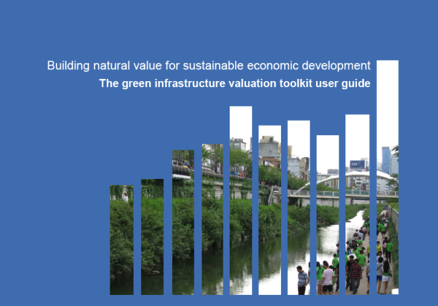 Building natural value for sustainable economic development
The green infrastructure valuation toolkit user guide